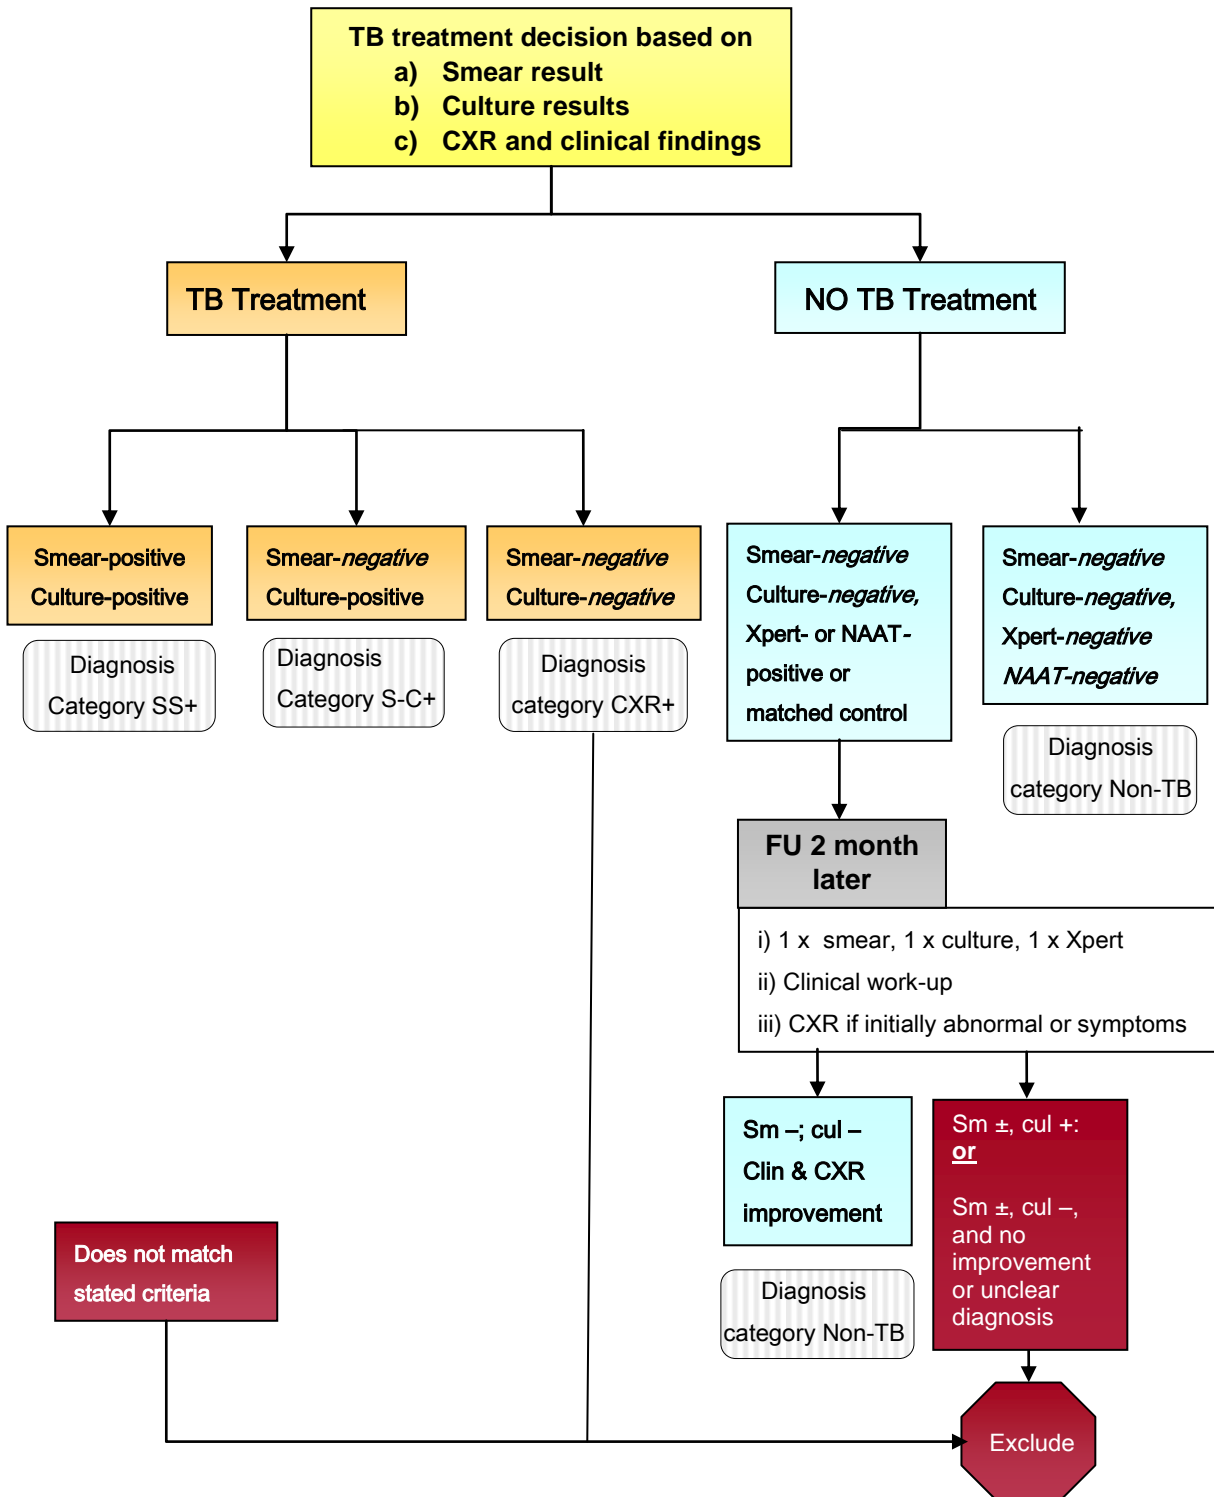 TB treatment decision based on
a) Smear result
b) Culture results
c) CXR and clinical findings
TB Treatment
NO TB Treatment
Smear-positive
Culture-positive
Diagnosis
Category SS+
Smear-negative
Culture-positive
Diagnosis
Category S-C+
Smear-negative
Culture-negative
Diagnosis
category CXR+
Smear-negative
Culture-negative,
Xpert- or NAAT-
positive or
matched control
Smear-negative
Culture-negative,
Xpert-negative
NAAT-negative
Diagnosis
category Non-TB
FU 2 month
later
i) 1 x smear, 1 x culture, 1 x Xpert
ii) Clinical work-up
iii) CXR if initially abnormal or symptoms
Sm –; cul –
Clin & CXR
improvement
Diagnosis
category Non-TB
Sm ±, cul +:
or
Sm ±, cul –,
and no
improvement
or unclear
diagnosis
Does not match
stated criteria
Exclude